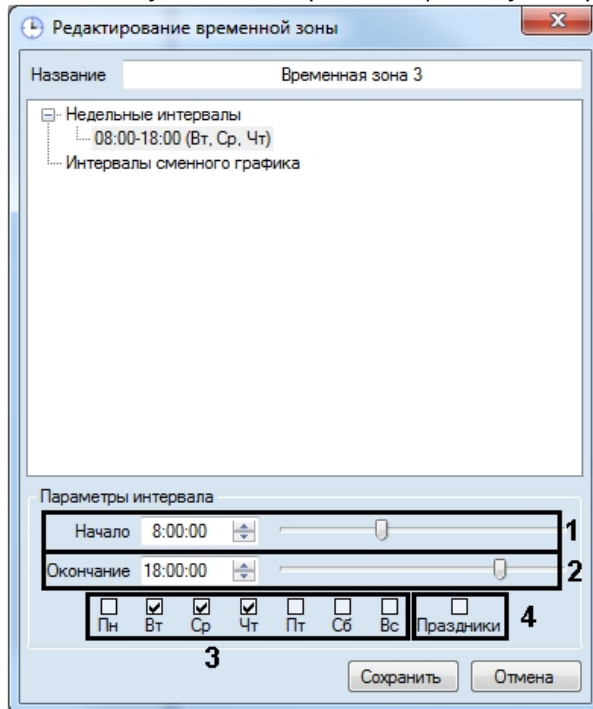 Редактирование временной зоны
Название Временная зона 3
Недельные интервалы
08:00-18:00 (Вт, Ср, Чт)
Интервалы сменного графика
Параметры интервала
Начало 8:00:00 1
Окончание 18:00:00 2
Пн Вт Ср Чт Пт Сб Вс Праздники 4
3
Сохранить Отмена